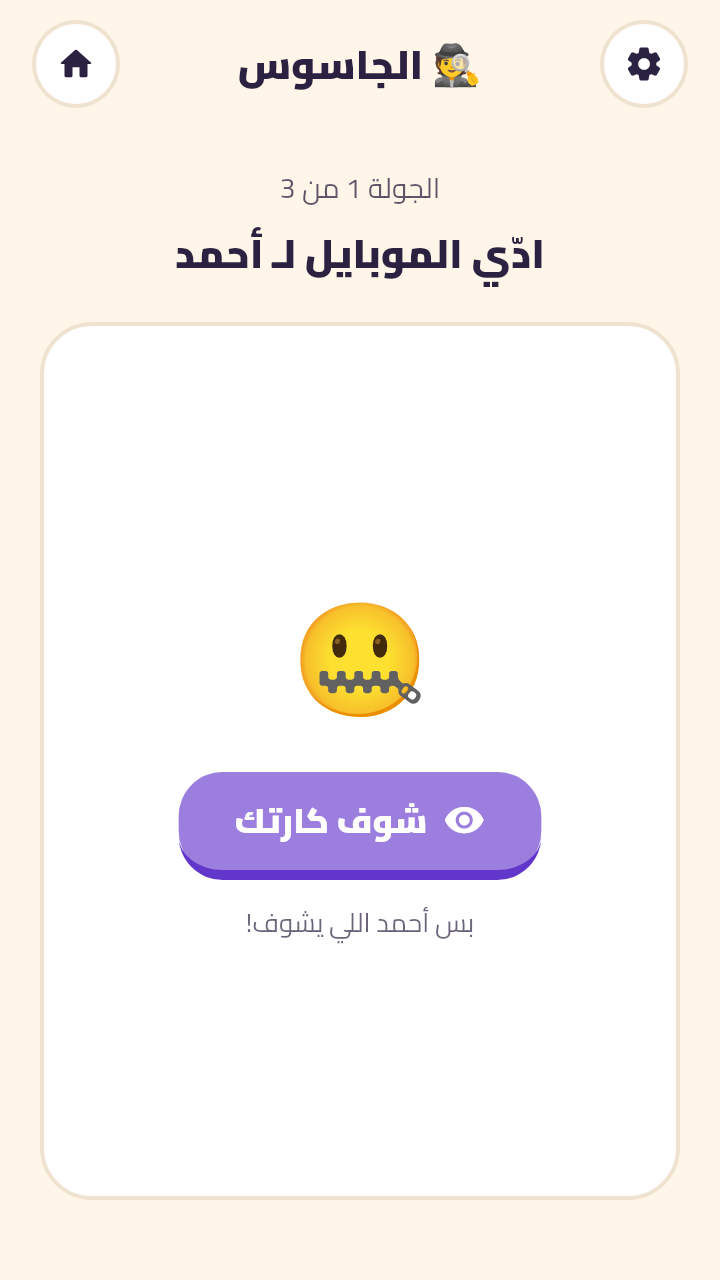 الجاسوس
الجولة 1 من 3
ادّي الموبايل لـ أحمد
شوف كارتك
بس أحمد اللي يشوف!